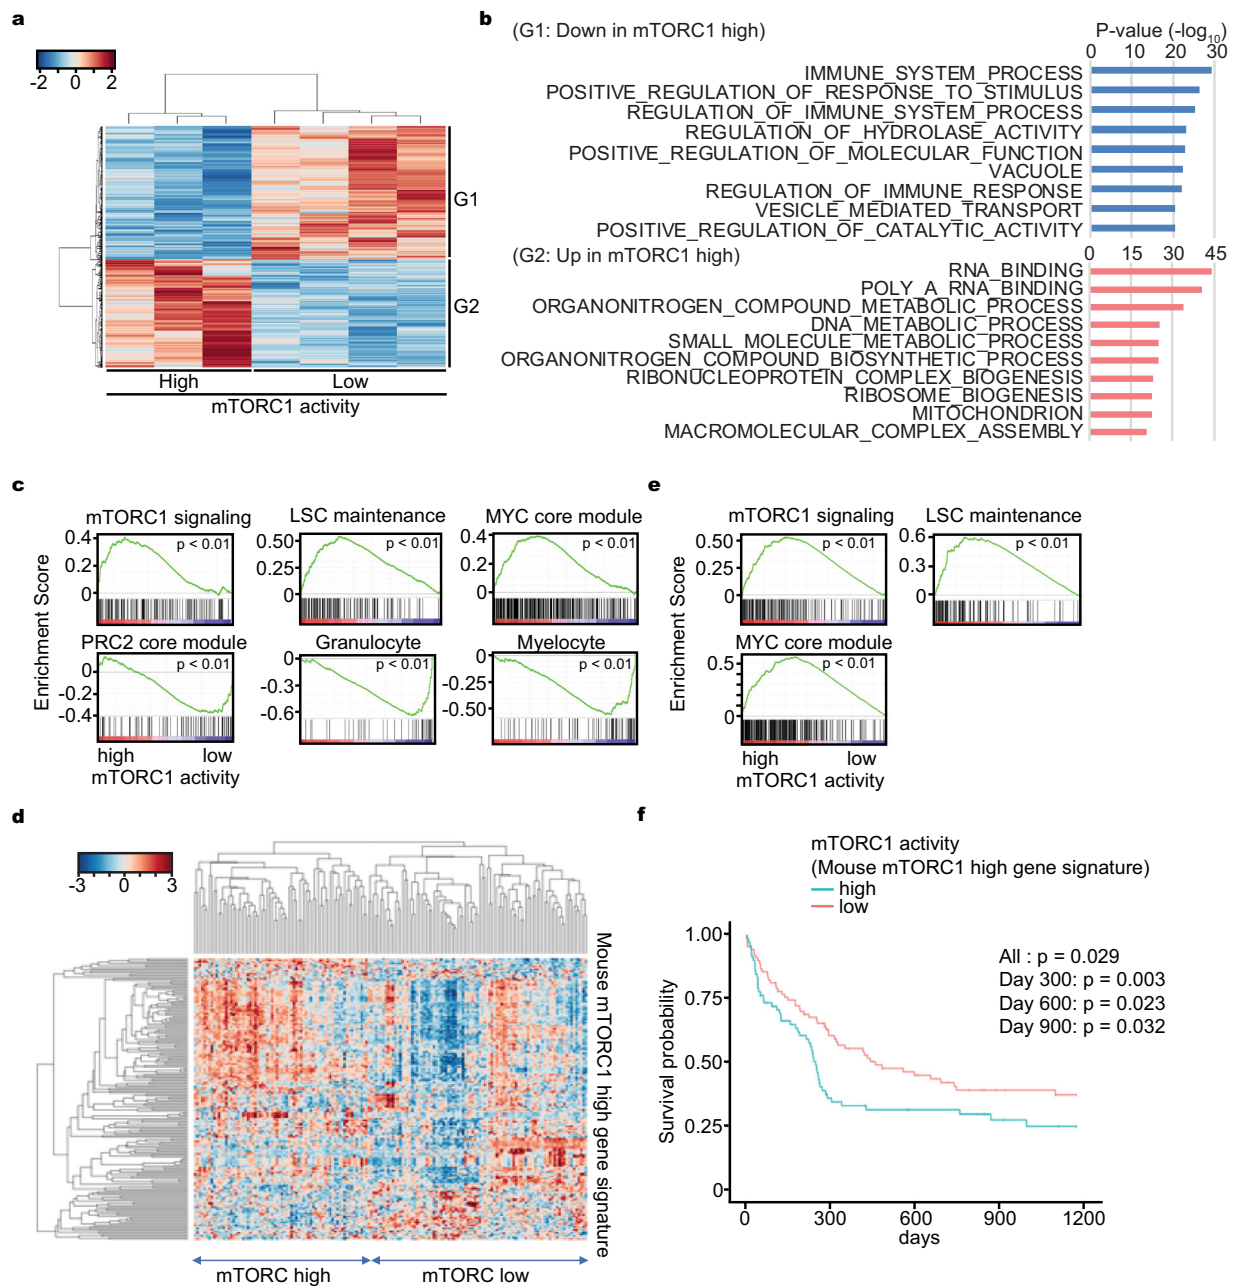 a
-2 0 2
G1
G2
High Low
mTORC1 activity
b
(G1: Down in mTORC1 high)
P-value (-log10)
0 10 20 30
IMMUNE_SYSTEM_PROCESS
POSITIVE_REGULATION_OF_RESPONSE_TO_STIMULUS
REGULATION_OF_IMMUNE_SYSTEM_PROCESS
REGULATION_OF_HYDROLASE_ACTIVITY
POSITIVE_REGULATION_OF_MOLECULAR_FUNCTION
VACUOLE
REGULATION_OF_IMMUNE_RESPONSE
VESICLE_MEDIATED_TRANSPORT
POSITIVE_REGULATION_OF_CATALYTIC_ACTIVITY
(G2: Up in mTORC1 high)
0 15 30 45
RNA_BINDING
POLY_A_RNA_BINDING
ORGANONITROGEN_COMPOUND_METABOLIC_PROCESS
DNA_METABOLIC_PROCESS
SMALL_MOLECULE_METABOLIC_PROCESS
ORGANONITROGEN_COMPOUND_BIOSYNTHETIC_PROCESS
RIBONUCLEOPROTEIN_COMPLEX_BIOGENESIS
RIBOSOME_BIOGENESIS
MITOCHONDRION
MACROMOLECULAR_COMPLEX_ASSEMBLY
c
Enrichment Score
mTORC1 signaling
p < 0.01
0.4
0.2
0
LSC maintenance
p < 0.01
0.50
0.25
0
MYC core module
p < 0.01
0.4
0.2
0
PRC2 core module
p < 0.01
0
-0.2
-0.4
Granulocyte
p < 0.01
0
-0.3
-0.6
Myelocyte
p < 0.01
0
-0.25
-0.50
high low
mTORC1 activity
e
Enrichment Score
mTORC1 signaling
p < 0.01
0.50
0.25
0
LSC maintenance
p < 0.01
0.6
0.3
0
MYC core module
p < 0.01
0.5
0
high low
mTORC1 activity
d
-3 0 3
Mouse mTORC1 high gene signature
mTORC high mTORC low
f
mTORC1 activity
(Mouse mTORC1 high gene signature)
high
low
All : p = 0.029
Day 300: p = 0.003
Day 600: p = 0.023
Day 900: p = 0.032
Survival probability
1.00
0.75
0.50
0.25
0
0 300 600 900 1200
days